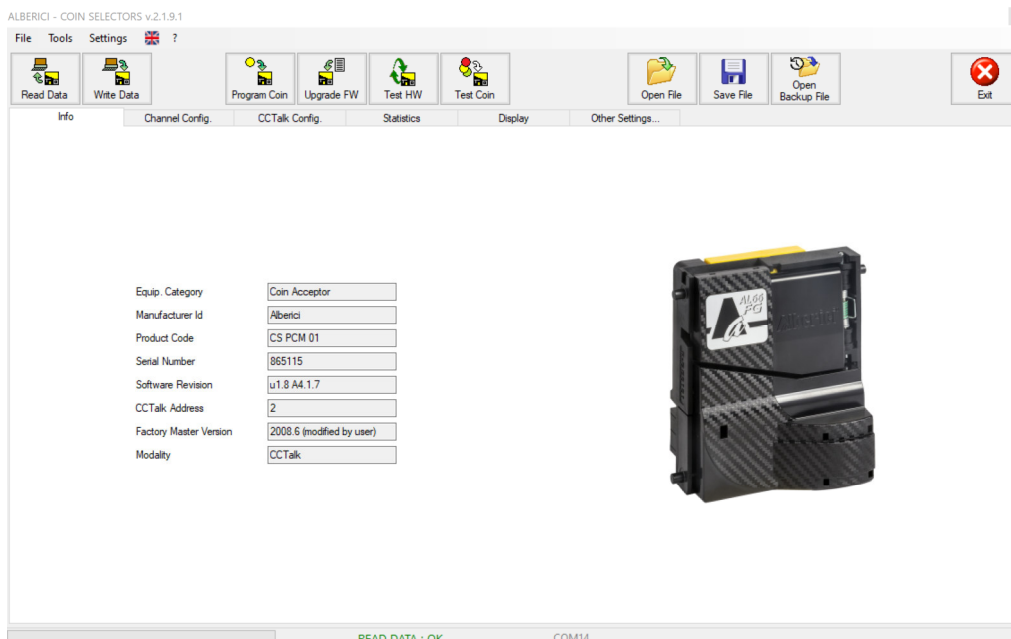 ALBERICI - COIN SELECTORS v.2.1.9.1
File Tools Settings ?
Read Data Write Data Program Coin Upgrade FW Test HW Test Coin Open File Save File Open Backup File Exit
Info Channel Config. CCTalk Config. Statistics Display Other Settings...
Equip. Category Coin Acceptor
Manufacturer Id Alberici
Product Code CS PCM 01
Serial Number 865115
Software Revision u1.8 A4.1.7
CCTalk Address 2
Factory Master Version 2008.6 (modified by user)
Modality CCTalk
AL66
FG
Alberici
READ DATA : OK COM14